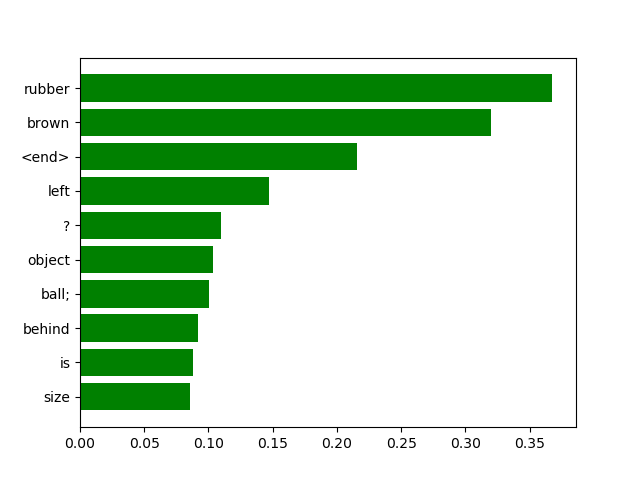 rubber
brown
<end>
left
?
object
ball;
behind
is
size
0.00 0.05 0.10 0.15 0.20 0.25 0.30 0.35